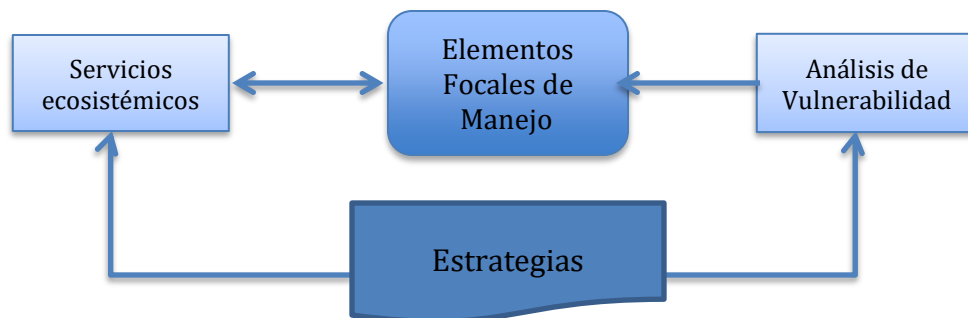 Servicios
ecosistémicos
Elementos
Focales de
Manejo
Análisis de
Vulnerabilidad
Estrategias